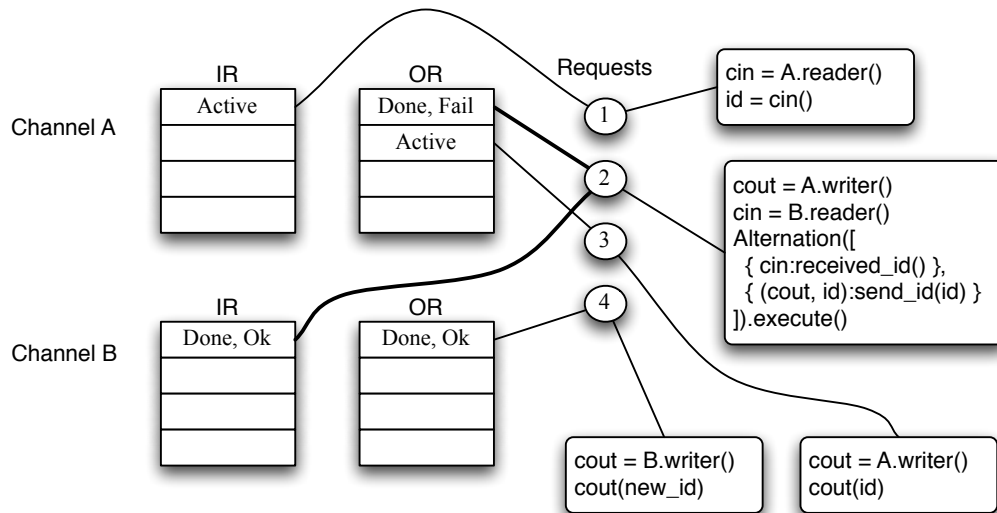 IR
OR
Requests
Channel A
Active
Done, Fail
Active
1
2
3
4
cin = A.reader()
id = cin()
cout = A.writer()
cin = B.reader()
Alternation([
{ cin:received_id() },
{ (cout, id):send_id(id) }
]).execute()
IR
OR
Channel B
Done, Ok
Done, Ok
cout = B.writer()
cout(new_id)
cout = A.writer()
cout(id)